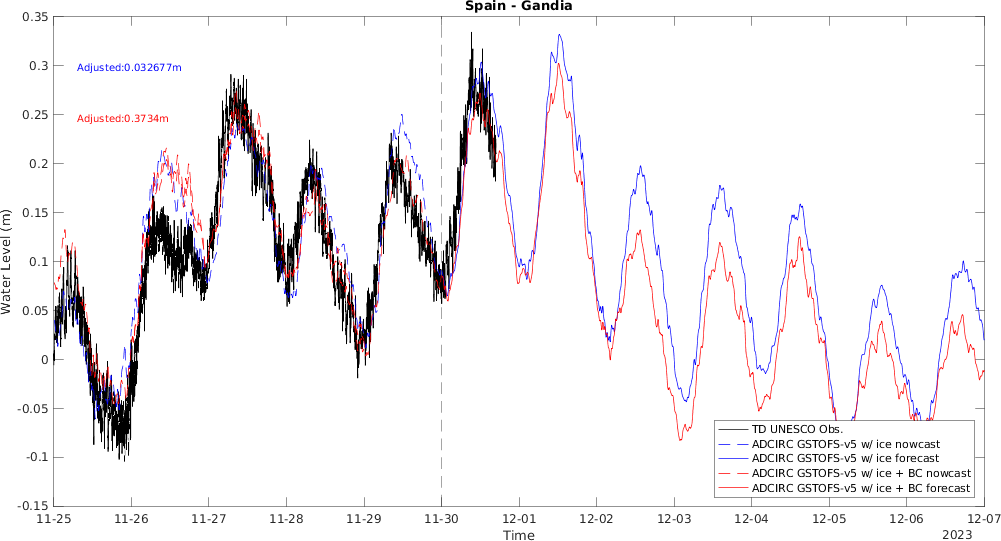 Spain - Gandia
Adjusted:0.032677m
Adjusted:0.3734m
Water Level (m)
0.35
0.3
0.25
0.2
0.15
0.1
0.05
0
-0.05
-0.1
-0.15
TD UNESCO Obs.
ADCIRC GSTOFS-v5 w/ ice nowcast
ADCIRC GSTOFS-v5 w/ ice forecast
ADCIRC GSTOFS-v5 w/ ice + BC nowcast
ADCIRC GSTOFS-v5 w/ ice + BC forecast
11-25 11-26 11-27 11-28 11-29 11-30 12-01 12-02 12-03 12-04 12-05 12-06 12-07
Time
2023